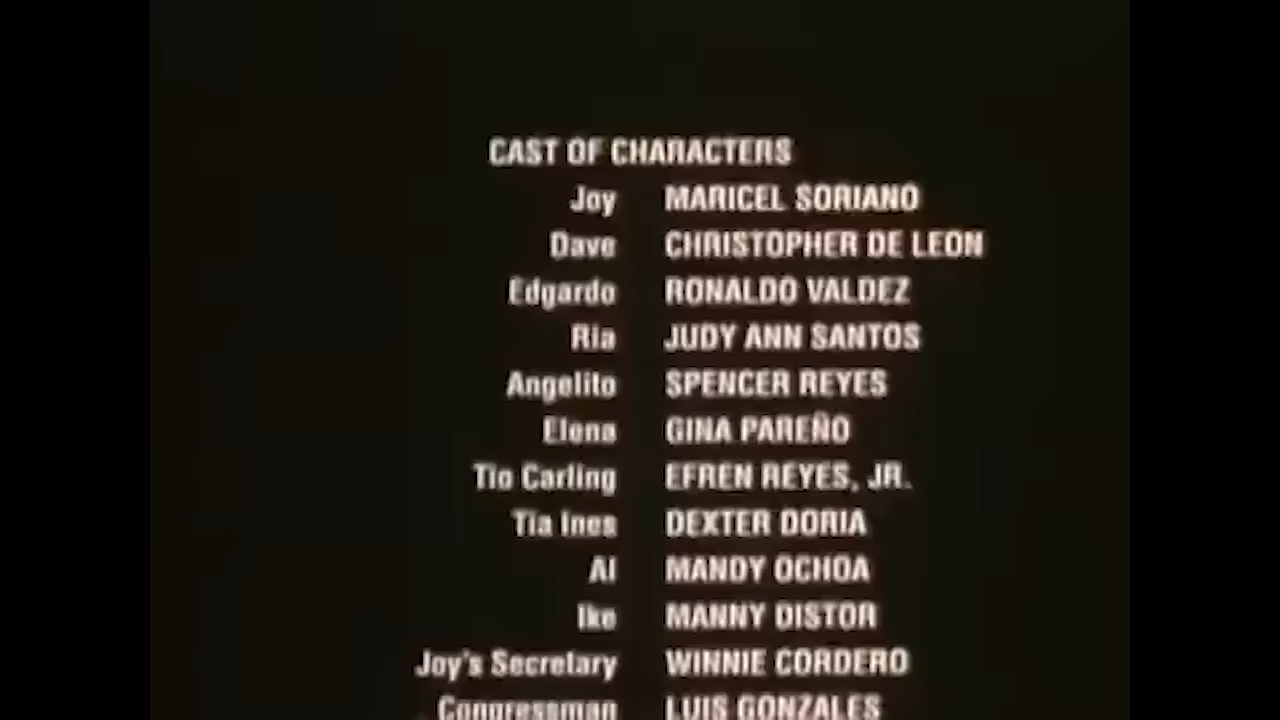 CAST OF CHARACTERS
Joy MARICEL SORIANO
Dave CHRISTOPHER DE LEON
Edgardo RONALDO VALDEZ
Ria JUDY ANN SANTOS
Angelito SPENCER REYES
Elena GINA PAREÑO
Tio Carling EFREN REYES, JR.
Tia Ines DEXTER DORIA
Al MANDY OCHOA
Ike MANNY DISTOR
Joy's Secretary WINNIE CORDERO
Congressman LUIS GONZALES